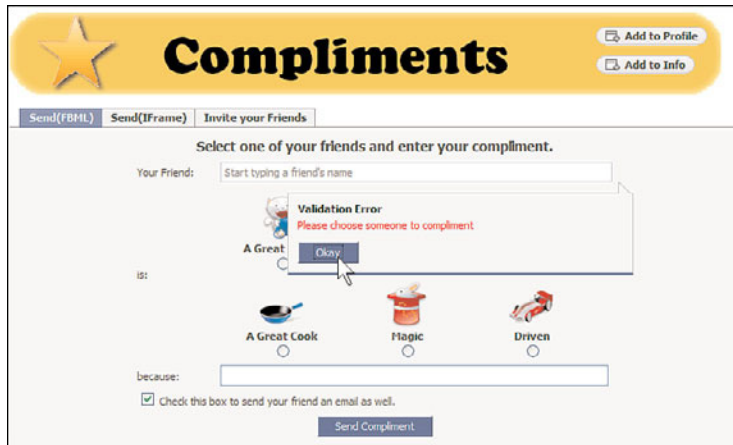 Compliments
Add to Profile
Add to Info
Send(FBML) Send(IFrame) Invite your Friends
Select one of your friends and enter your compliment.
Your Friend: Start typing a friend's name
Validation Error
Please choose someone to compliment
A Great
Okay
is:
A Great Cook Magic Driven
because:
Check this box to send your friend an email as well.
Send Compliment